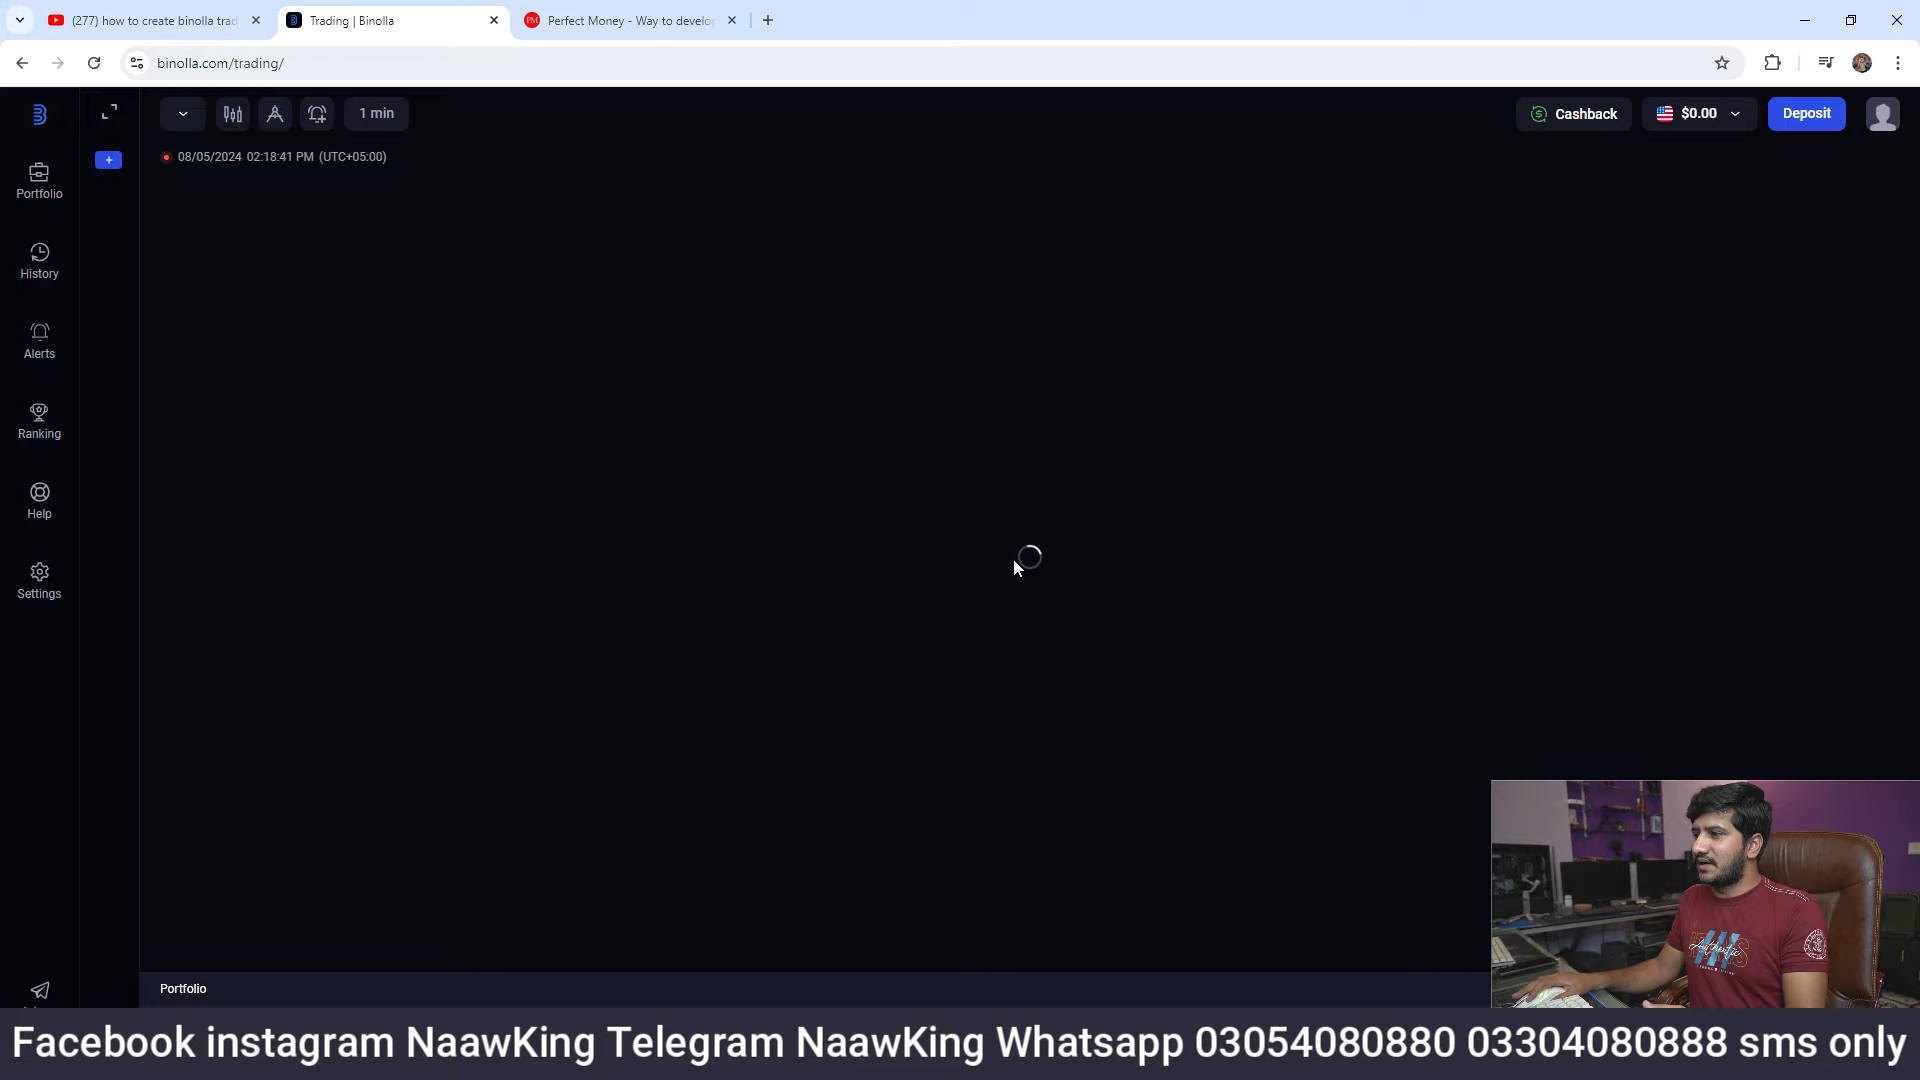 (277) how to create binolla trad
Trading | Binolla
Perfect Money - Way to develo
binolla.com/trading/
1 min
Cashback
$0.00
Deposit
08/05/2024 02:18:41 PM (UTC+05:00)
Portfolio
History
Alerts
Ranking
Help
Settings
Portfolio
Facebook instagram NaawKing Telegram NaawKing Whatsapp 03054080880 03304080888 sms only